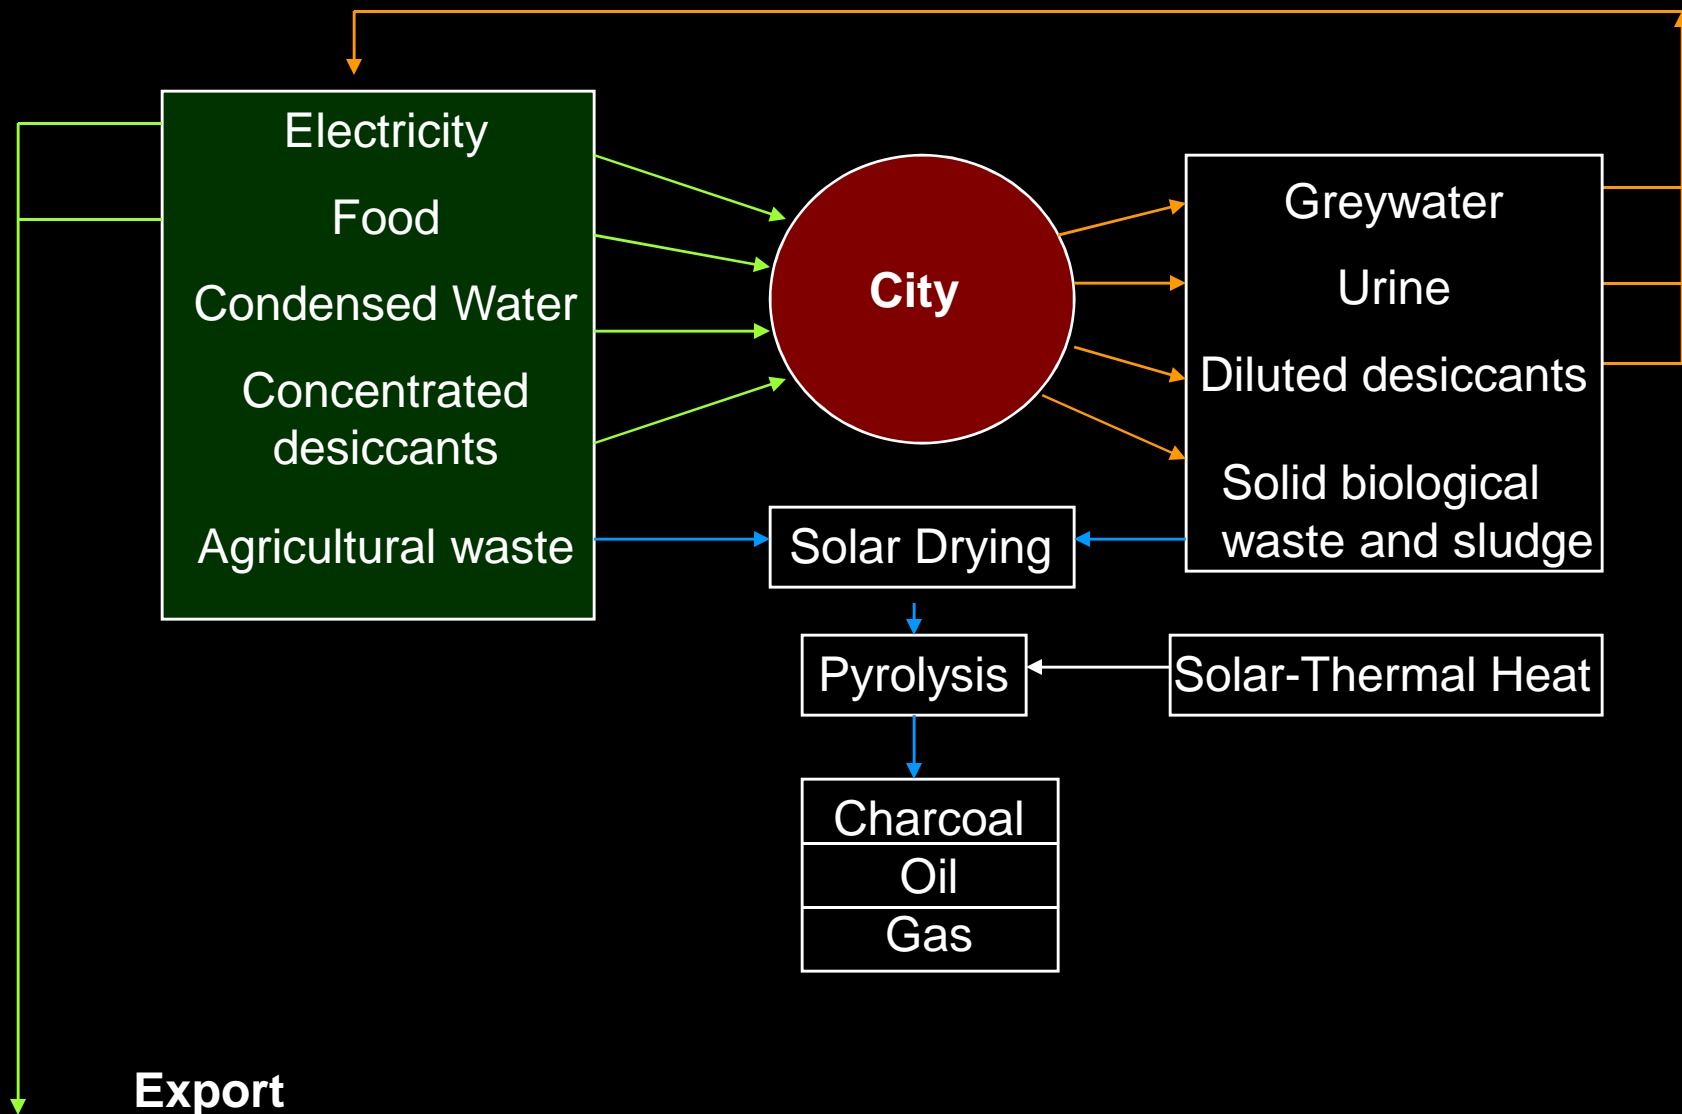 Electricity
Food
Condensed Water
Concentrated
desiccants
Agricultural waste
City
Greywater
Urine
Diluted desiccants
Solid biological
waste and sludge
Solar Drying
Pyrolysis
Solar-Thermal Heat
Charcoal
Oil
Gas
Export